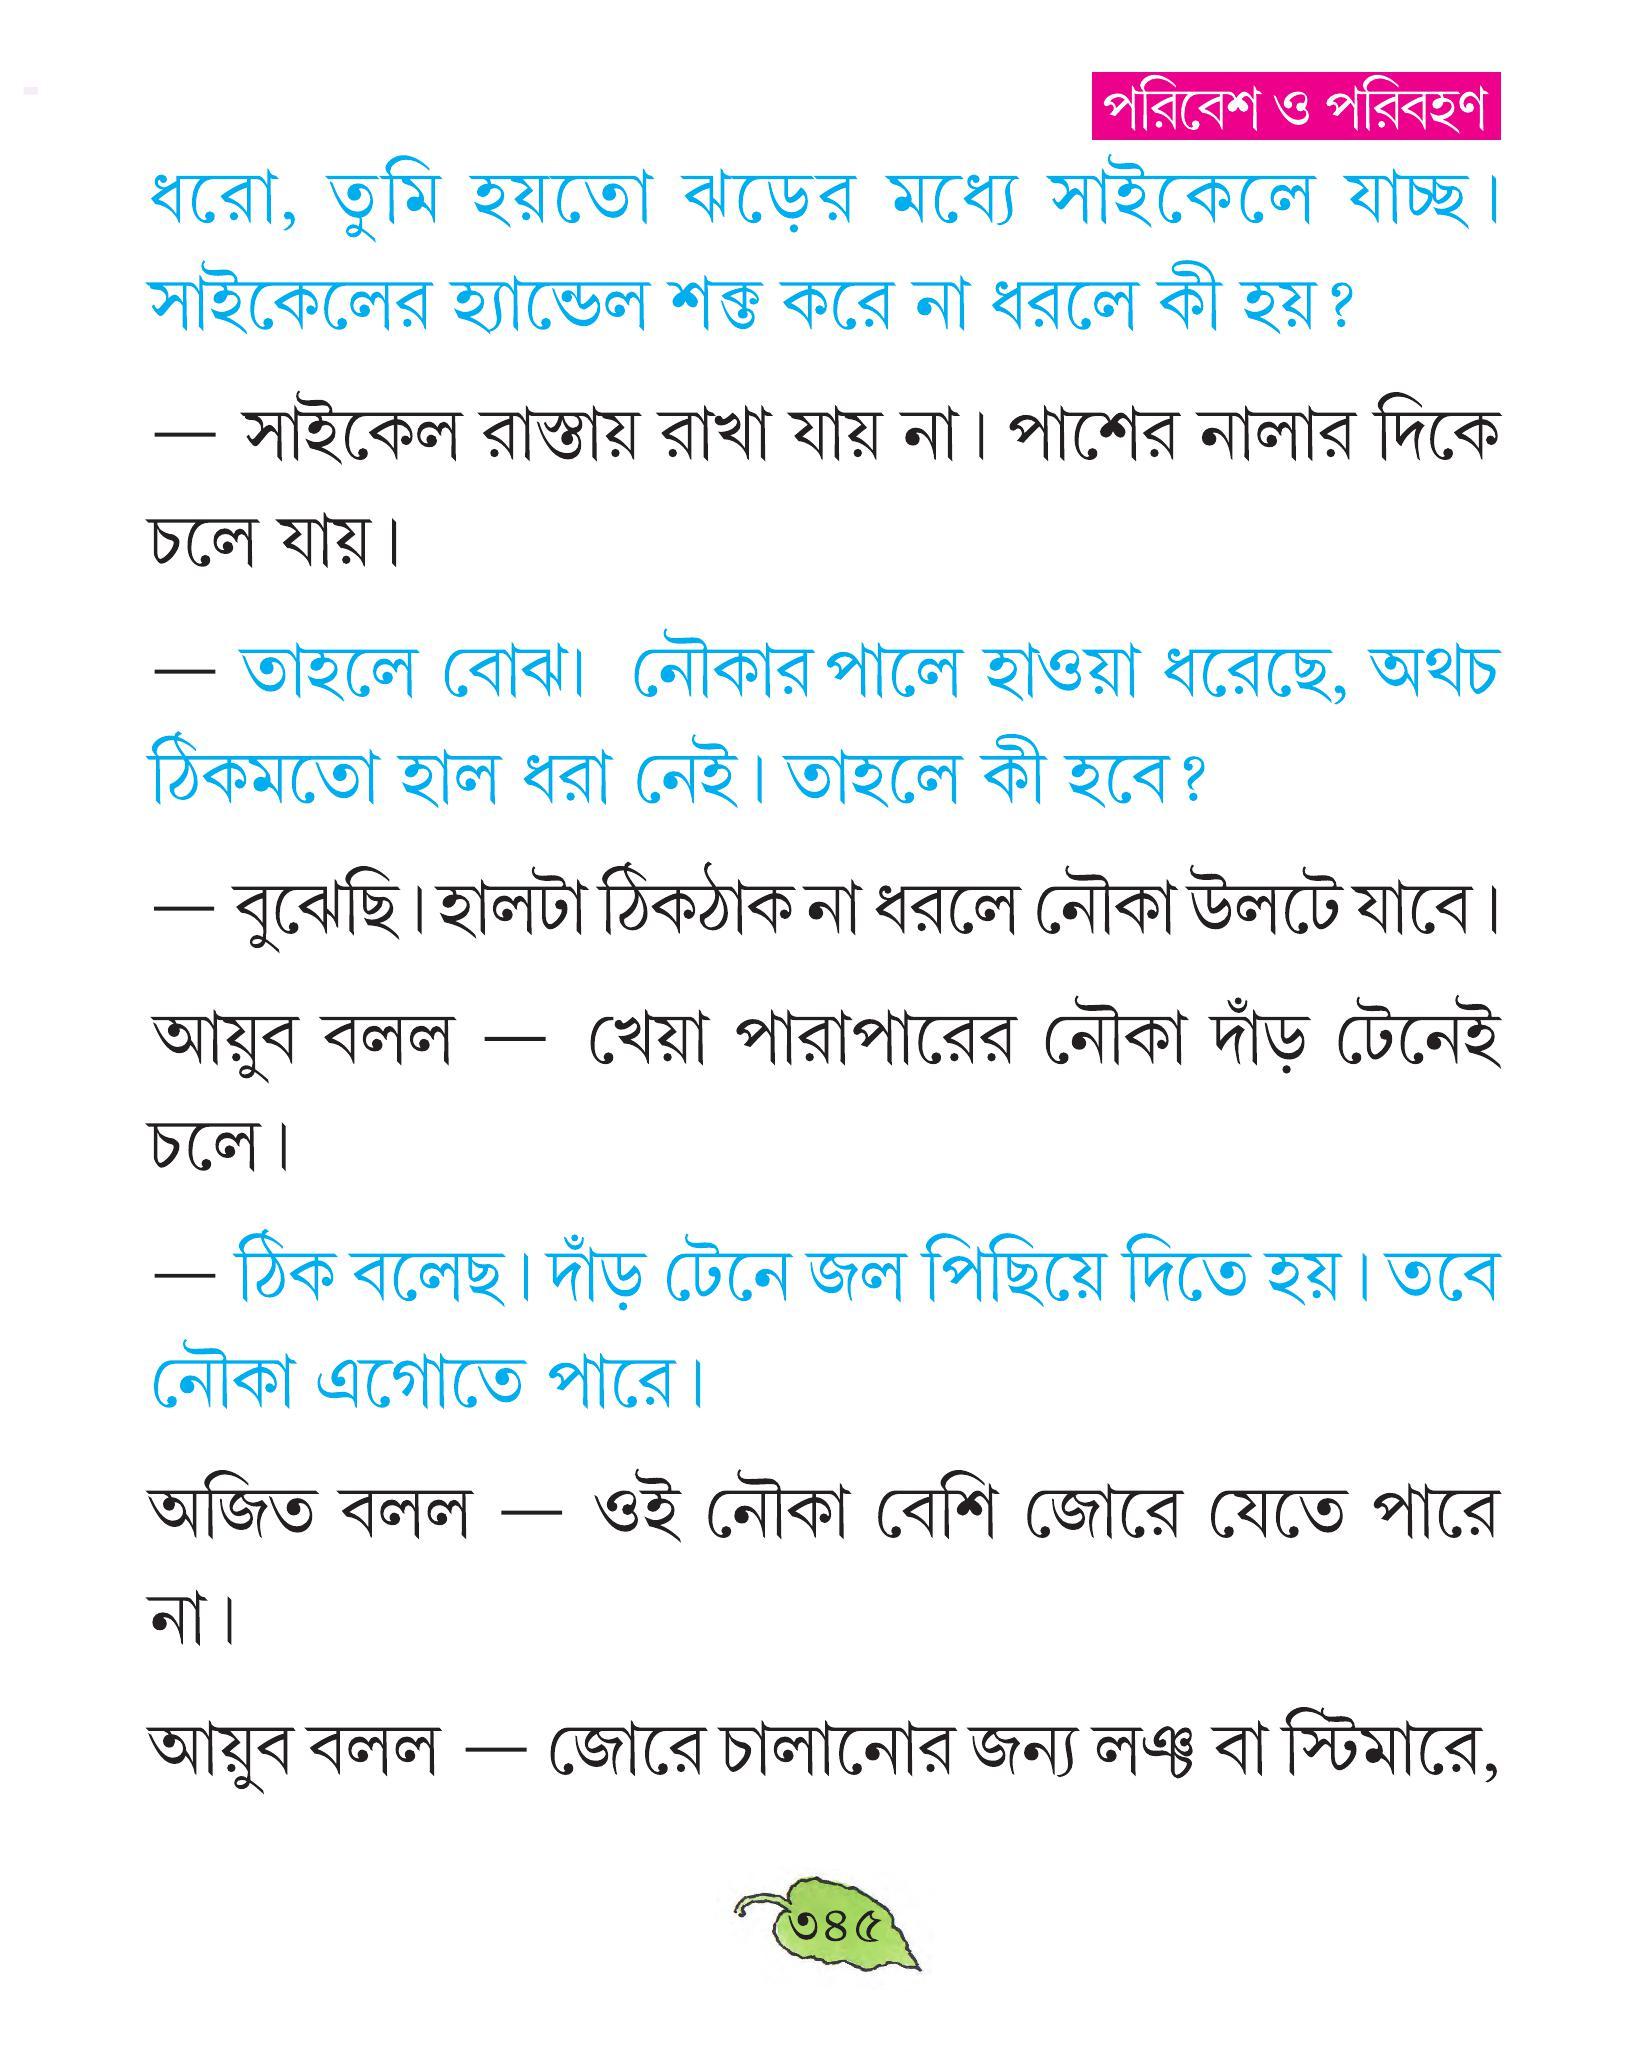 পরিবেশ ও পরিবহণ
ধরো, তুমি হয়তো ঝড়ের মধ্যে সাইকেলে যাচ্ছ।
সাইকেলের হ্যান্ডেল শক্ত করে না ধরলে কী হয়?
— সাইকেল রাস্তায় রাখা যায় না। পাশের নালার দিকে
চলে যায়।
— তাহলে বোঝ। নৌকার পালে হাওয়া ধরেছে, অথচ
ঠিকমতো হাল ধরা নেই। তাহলে কী হবে?
— বুঝেছি। হালটা ঠিকঠাক না ধরলে নৌকা উলটে যাবে।
আয়ুব বলল — খেয়া পারাপারের নৌকা দাঁড় টেনেই
চলে।
— ঠিক বলেছ। দাঁড় টেনে জল পিছিয়ে দিতে হয়। তবে
নৌকা এগোতে পারে।
অজিত বলল — ওই নৌকা বেশি জোরে যেতে পারে
না।
আয়ুব বলল — জোরে চালানোর জন্য লঞ্চ বা স্টিমারে,
৩৪৫